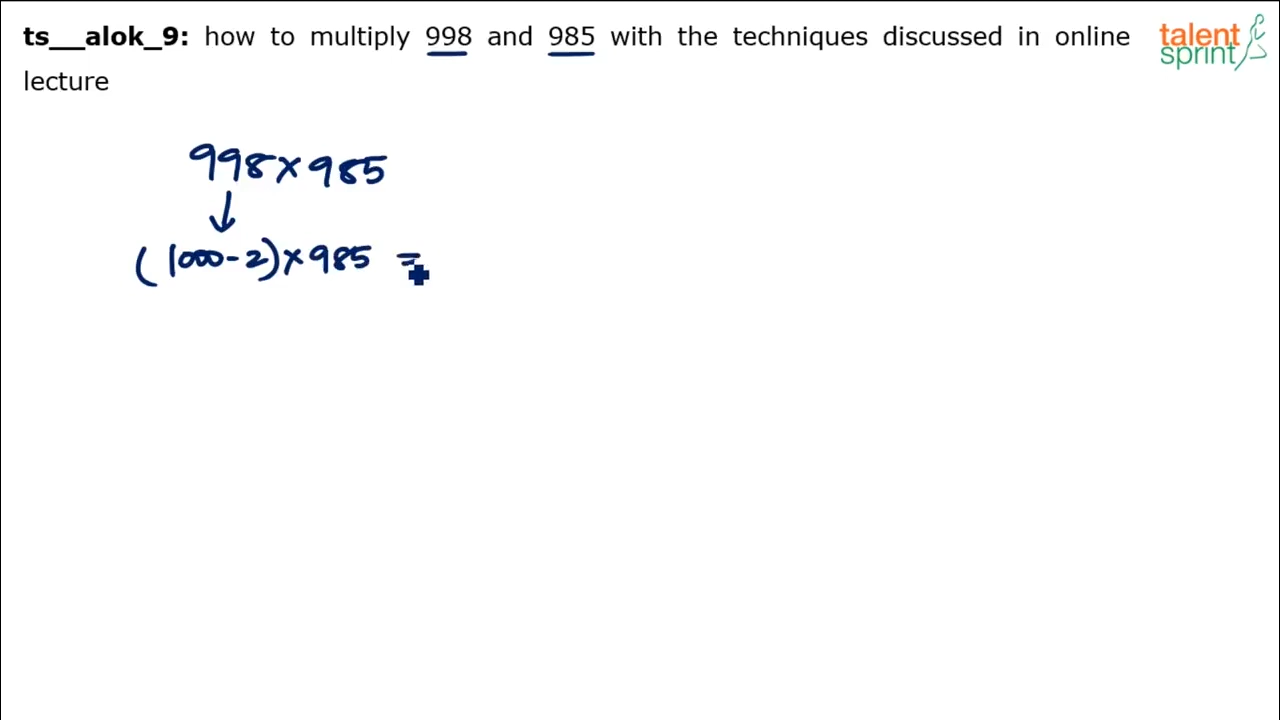 ts__alok_9: how to multiply 998 and 985 with the techniques discussed in online
lecture
talent
sprint
998×985
(1000-2)×985 =